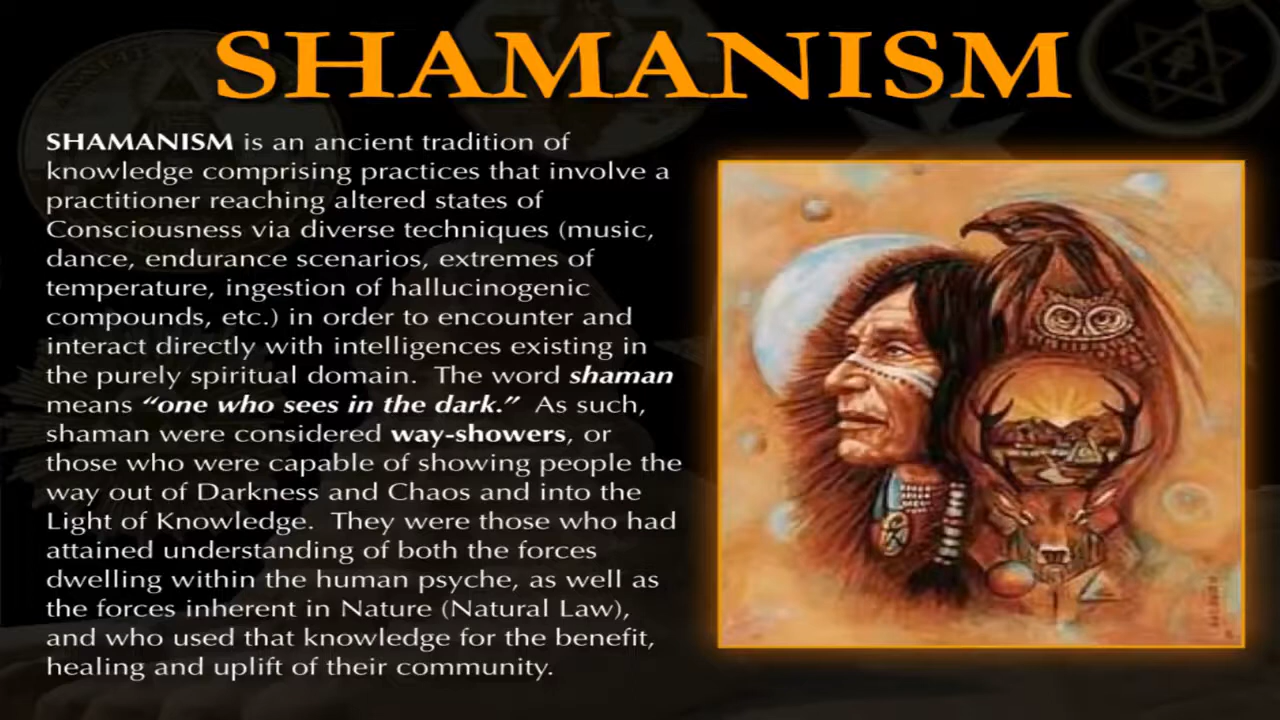 SHAMANISM
SHAMANISM is an ancient tradition of
knowledge comprising practices that involve a
practitioner reaching altered states of
Consciousness via diverse techniques (music,
dance, endurance scenarios, extremes of
temperature, ingestion of hallucinogenic
compounds, etc.) in order to encounter and
interact directly with intelligences existing in
the purely spiritual domain. The word shaman
means “one who sees in the dark.” As such,
shaman were considered way-showers, or
those who were capable of showing people the
way out of Darkness and Chaos and into the
Light of Knowledge. They were those who had
attained understanding of both the forces
dwelling within the human psyche, as well as
the forces inherent in Nature (Natural Law),
and who used that knowledge for the benefit,
healing and uplift of their community.